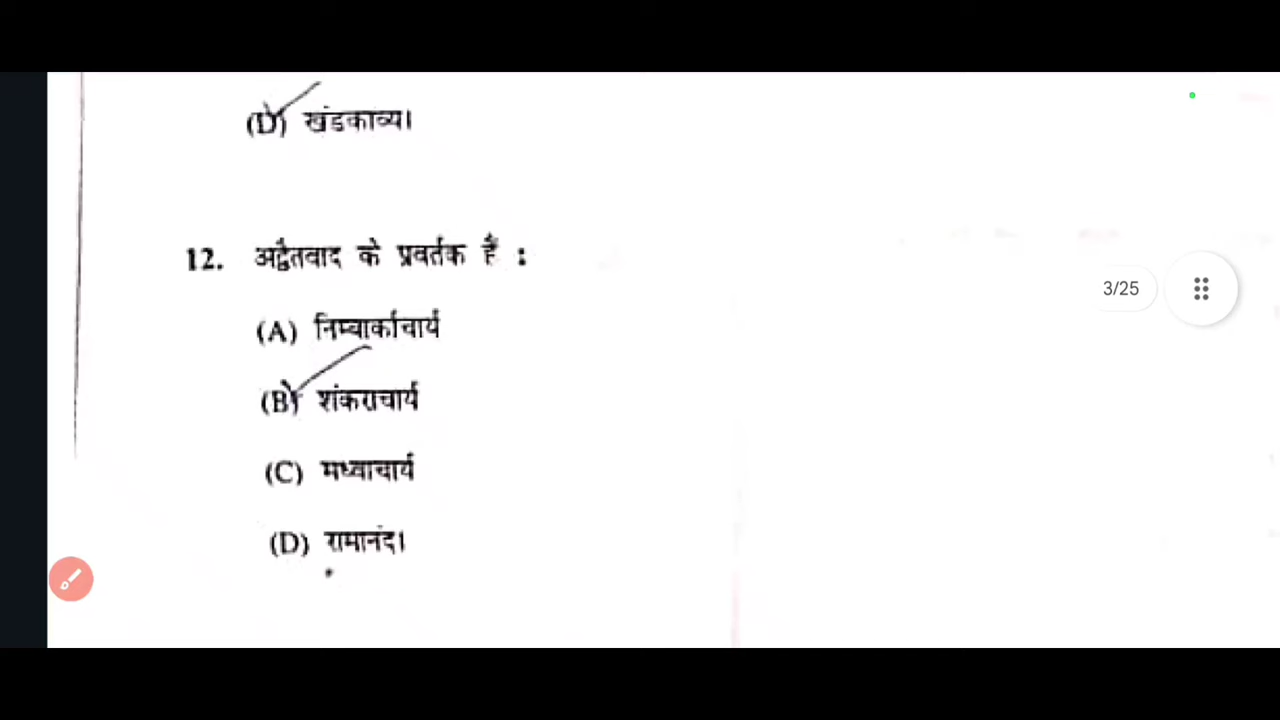 (D) खंडकाव्य।
12. अद्वैतवाद के प्रवर्तक हैं :
3/25
(A) निम्बार्काचार्य
(B) शंकराचार्य
(C) मध्वाचार्य
(D) रामानंद।